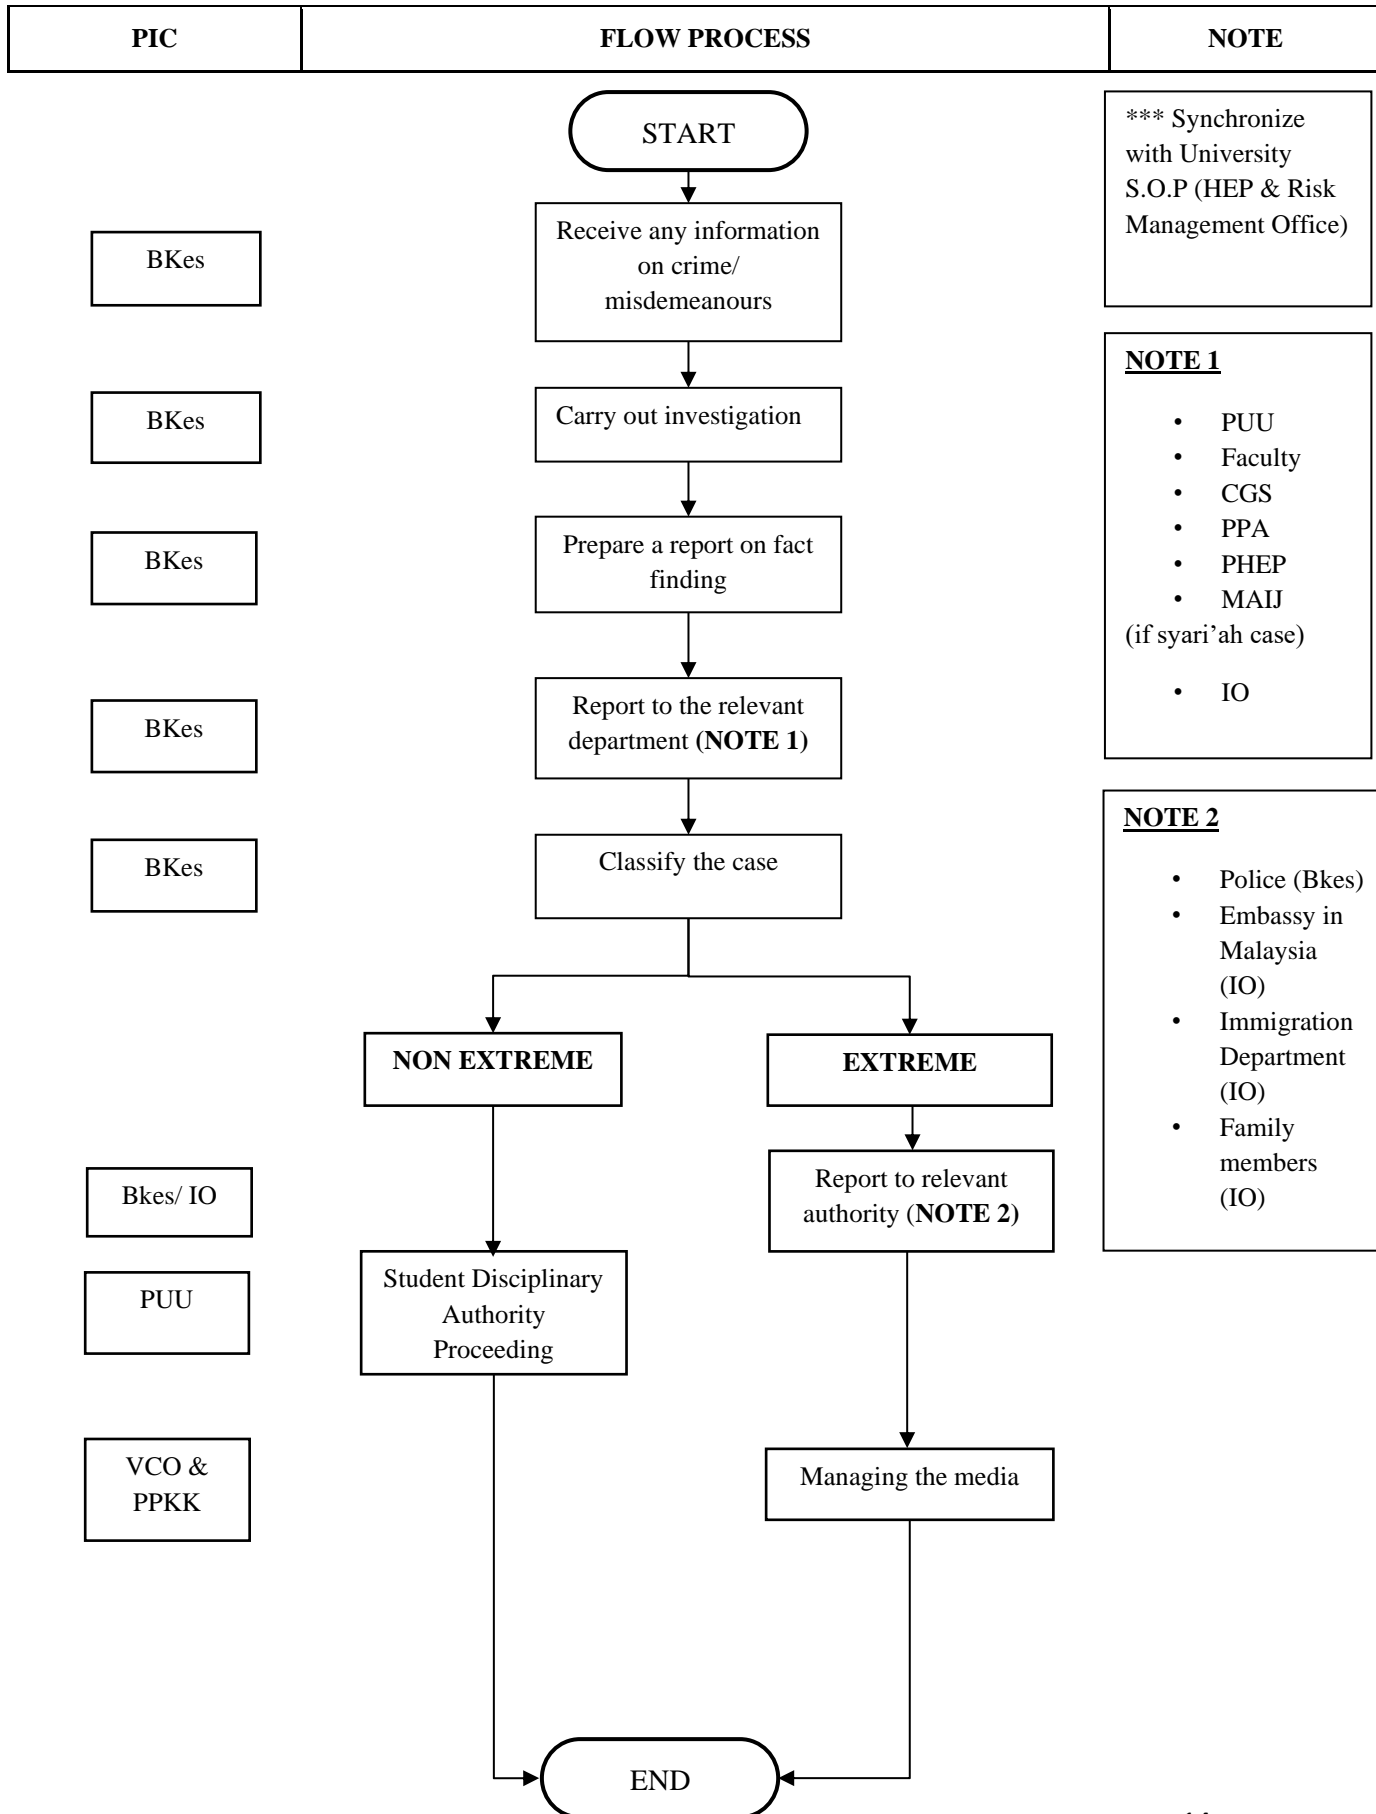 PIC
FLOW PROCESS
NOTE
START
*** Synchronize
with University
S.O.P (HEP & Risk
Management Office)
BKes
Receive any information
on crime/
misdemeanours
NOTE 1
• PUU
• Faculty
• CGS
• PPA
• PHEP
• MAIJ
(if syari’ah case)
• IO
BKes
Carry out investigation
BKes
Prepare a report on fact
finding
BKes
Report to the relevant
department (NOTE 1)
BKes
Classify the case
NOTE 2
• Police (Bkes)
• Embassy in
Malaysia
(IO)
• Immigration
Department
(IO)
• Family
members
(IO)
NON EXTREME
EXTREME
Bkes/ IO
Report to relevant
authority (NOTE 2)
PUU
Student Disciplinary
Authority
Proceeding
VCO &
PPKK
Managing the media
END